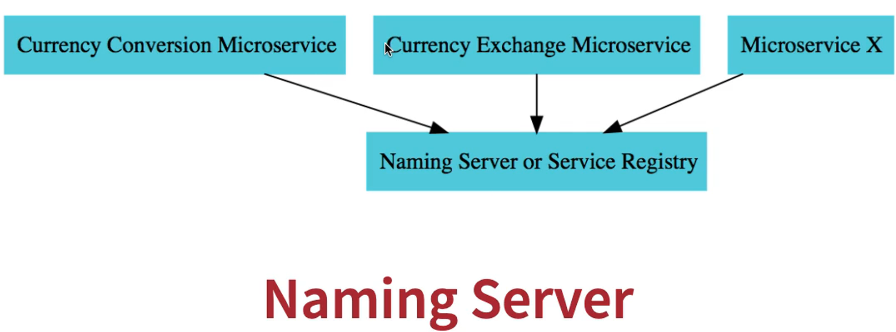 Currency Conversion Microservice
Currency Exchange Microservice
Microservice X
Naming Server or Service Registry
Naming Server